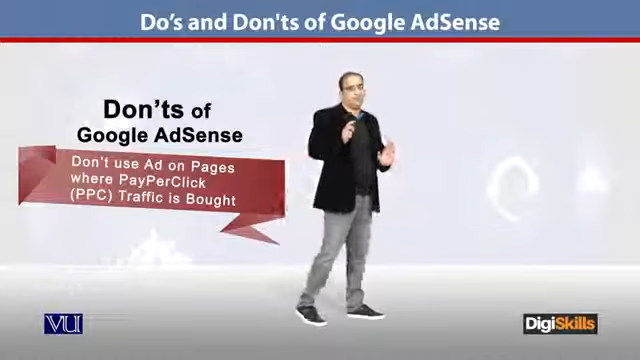 Do's and Don'ts of Google AdSense
Don'ts of
Google AdSense
Don't use Ad on Pages
where PayPerClick
(PPC) Traffic is Bought
VU
DigiSkills